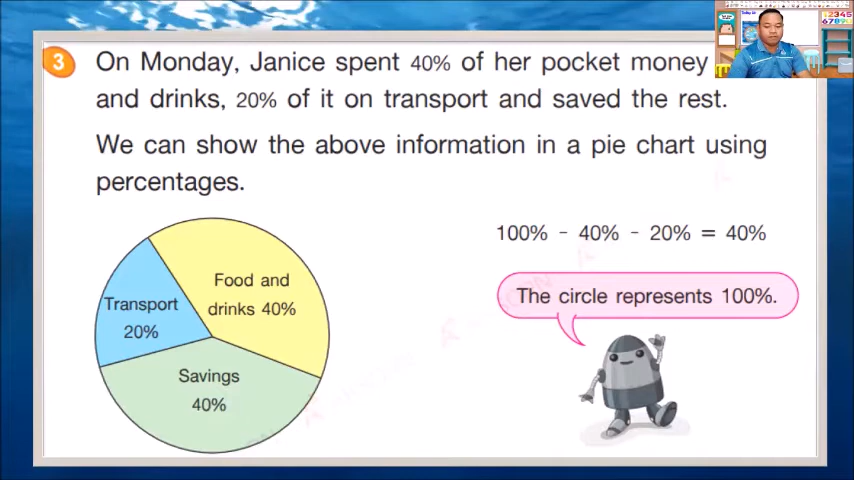 3 On Monday, Janice spent 40% of her pocket money
and drinks, 20% of it on transport and saved the rest.
We can show the above information in a pie chart using
percentages.
100% - 40% - 20% = 40%
The circle represents 100%.
Food and
drinks 40%
Transport
20%
Savings
40%